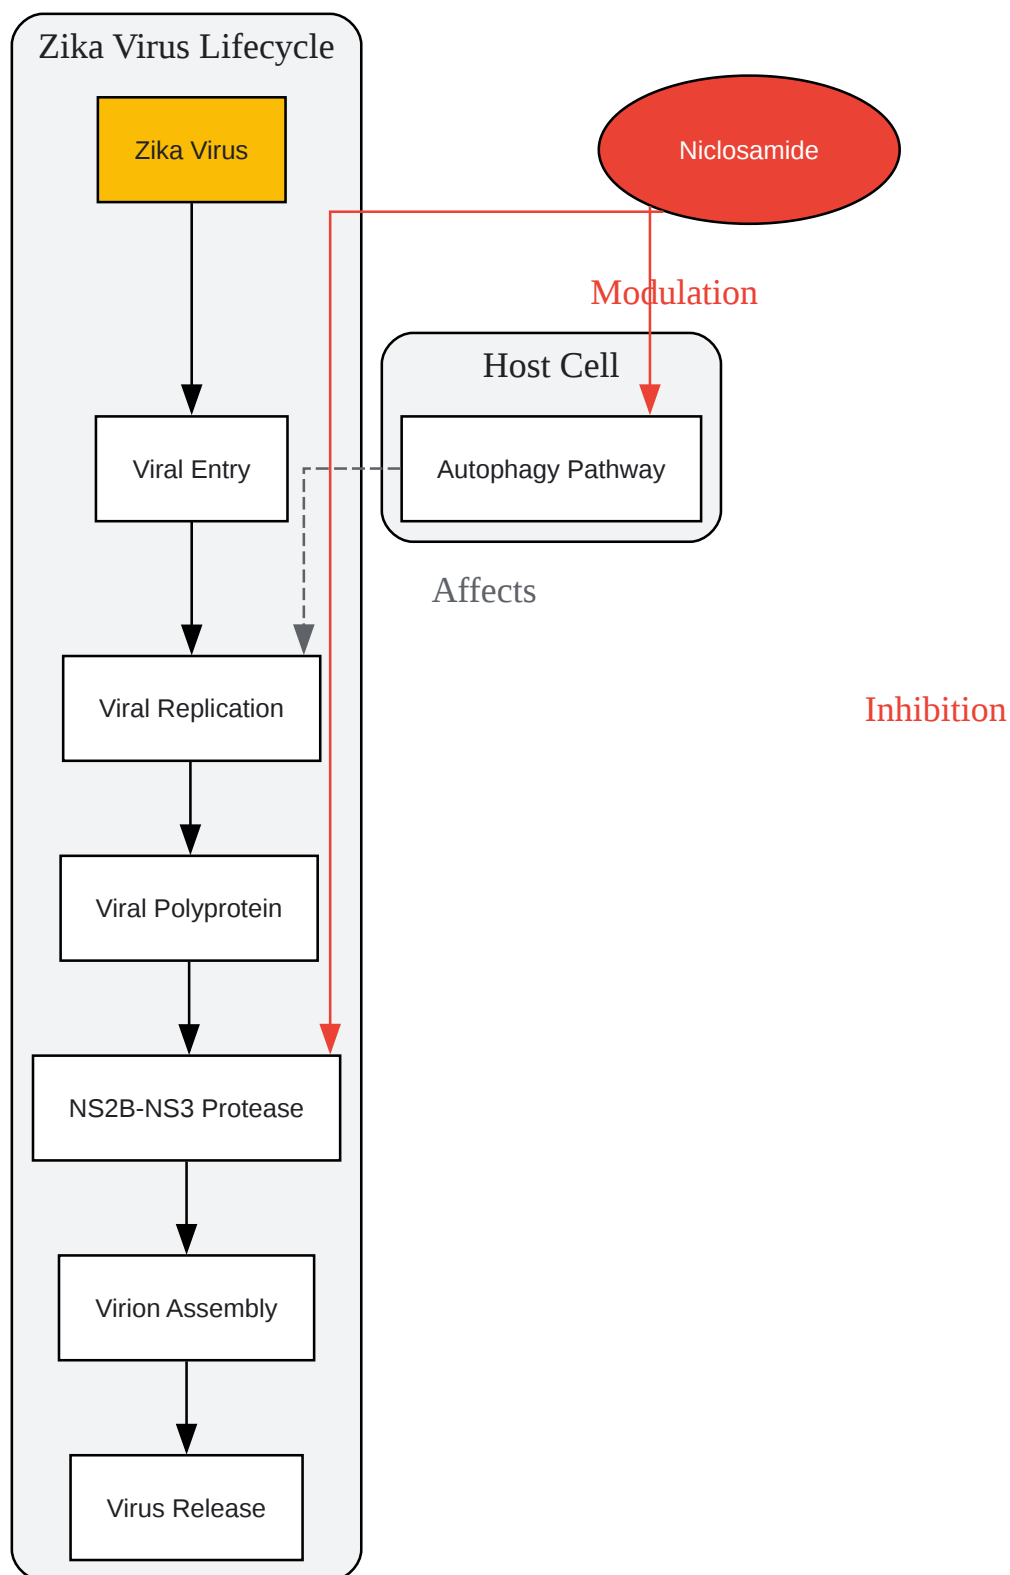 Zika Virus Lifecycle
Zika Virus
Niclosamide
Modulation
Host Cell
Viral Entry
Autophagy Pathway
Affects
Viral Replication
Inhibition
Viral Polyprotein
NS2B-NS3 Protease
Virion Assembly
Virus Release